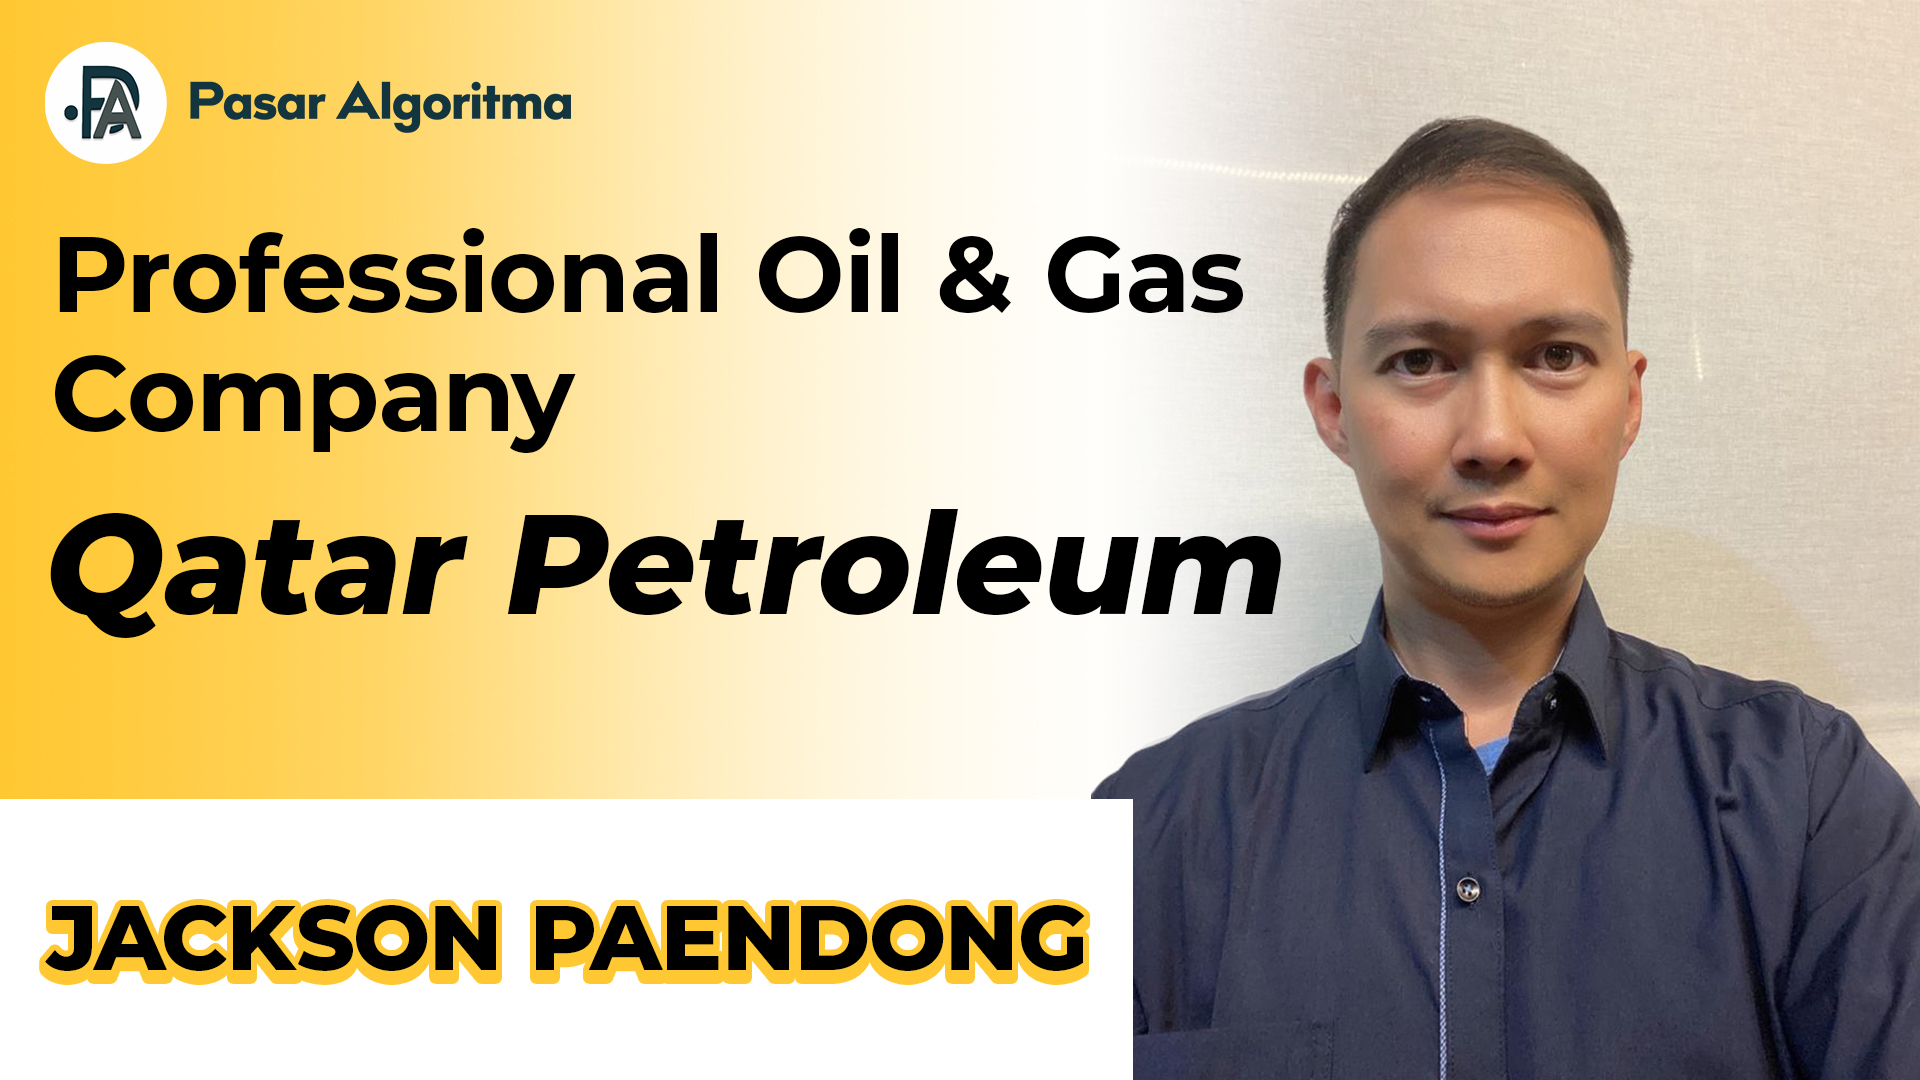 Pasar Algoritma
Professional Oil & Gas
Company
Qatar Petroleum
JACKSON PAENDONG